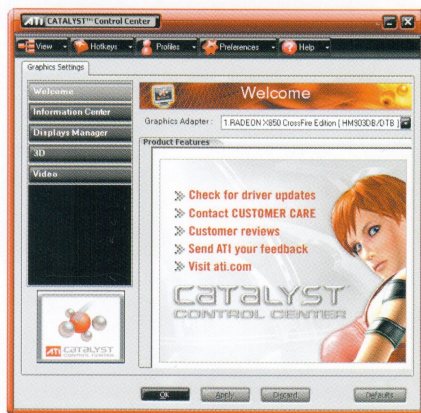 ATI CATALYST™ Control Center
View Hotkeys Profiles Preferences Help
Graphics Settings
Welcome
Information Center
Displays Manager
3D
Video
Welcome
Graphics Adapter :
1. RADEON X850 CrossFire Edition [ HM903DB/DTB ]
Product Features
Check for driver updates
Contact CUSTOMER CARE
Customer reviews
Send ATI your feedback
Visit ati.com
CATALYST
CONTROL CENTER
ATI CATALYST
CONTROL CENTER
OK Apply Discard Defaults